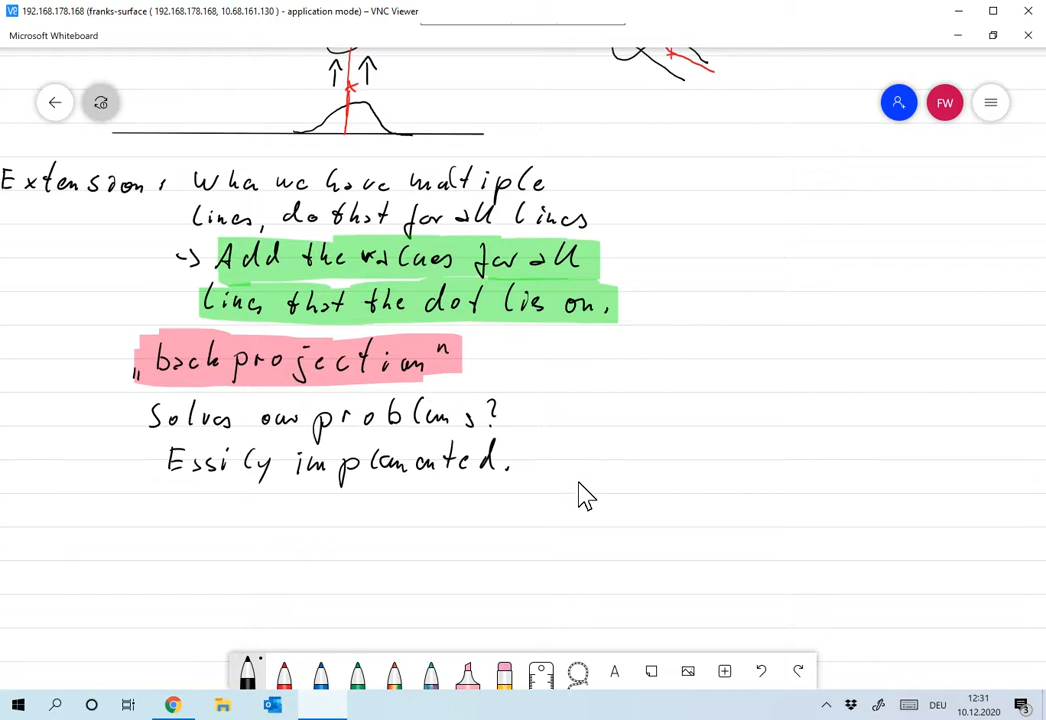 192.168.178.168 (franks-surface ( 192.168.178.168, 10.68.161.130) - application mode) - VNC Viewer
Microsoft Whiteboard
FW
Extension: Wha we have multiple
lines, do that for all lines
→ Add the values for all
lines that the dot lies on.
„back projection"
Solves our problems?
Easily implemented.
A
DEU
12:31
10.12.2020
3